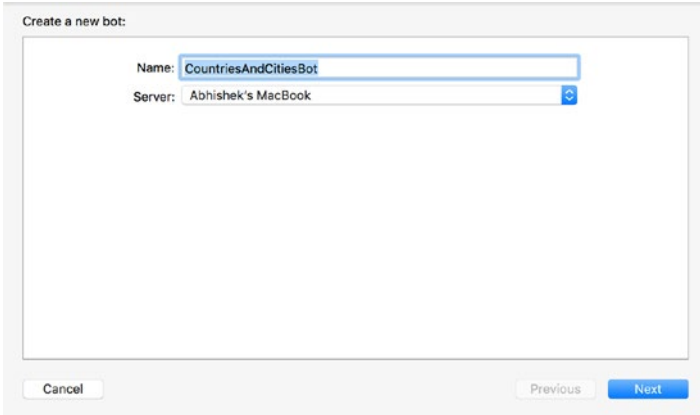 Create a new bot:
Name: CountriesAndCitiesBot
Server: Abhishek's MacBook
Cancel Previous Next